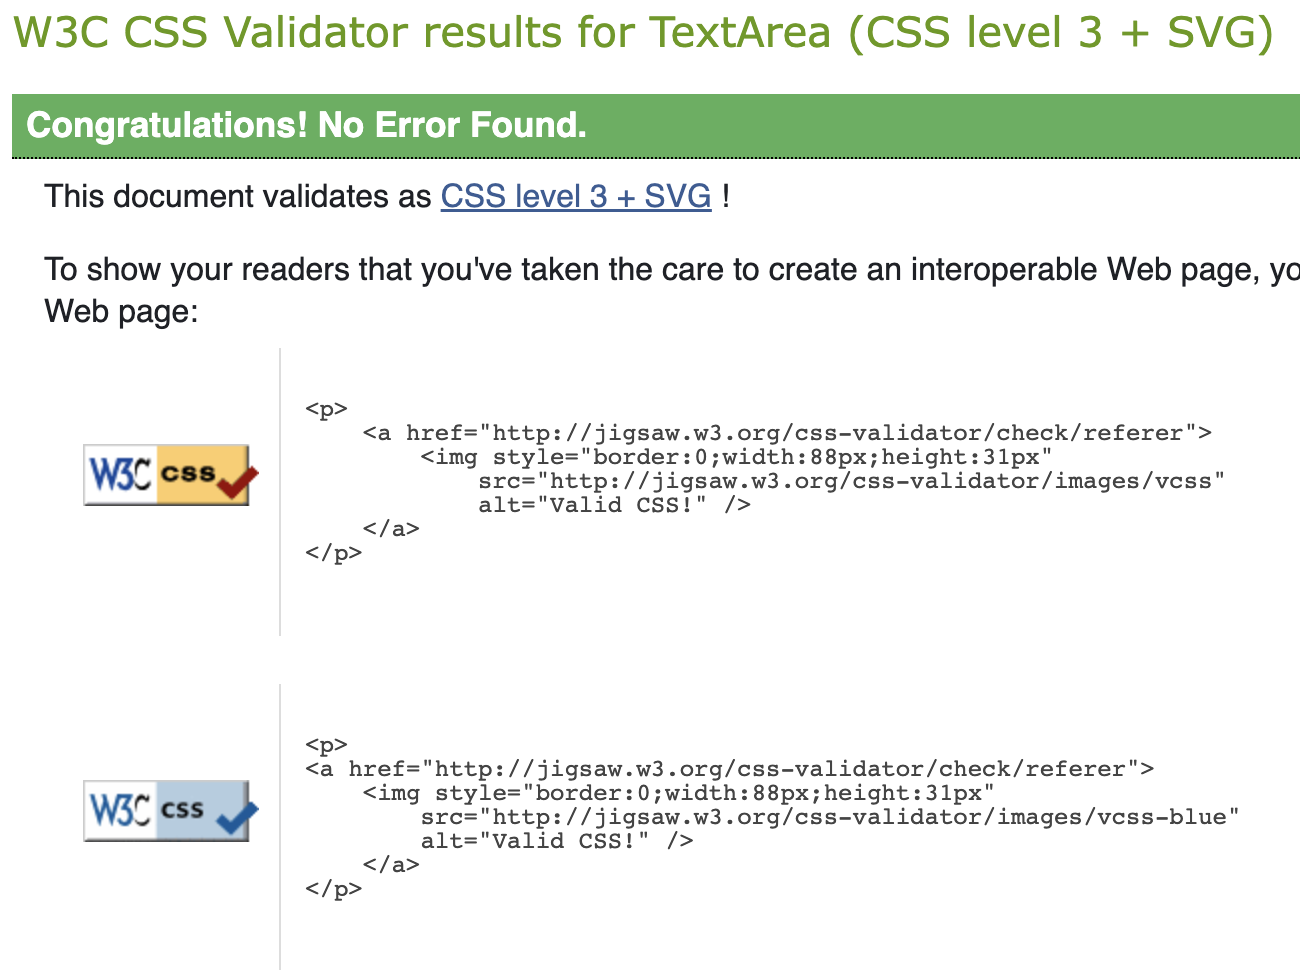 W3C CSS Validator results for TextArea (CSS level 3 + SVG)
Congratulations! No Error Found.
This document validates as CSS level 3 + SVG !
To show your readers that you've taken the care to create an interoperable Web page, yo
Web page:
W3C css
<p>
    <a href="http://jigsaw.w3.org/css-validator/check/referer">
        <img style="border:0;width:88px;height:31px"
            src="http://jigsaw.w3.org/css-validator/images/vcss"
            alt="Valid CSS!" />
    </a>
</p>
W3C css
<p>
<a href="http://jigsaw.w3.org/css-validator/check/referer">
    <img style="border:0;width:88px;height:31px"
        src="http://jigsaw.w3.org/css-validator/images/vcss-blue"
        alt="Valid CSS!" />
    </a>
</p>